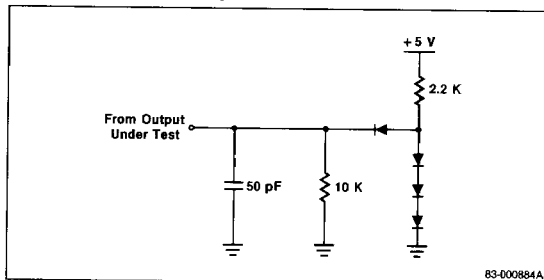 +5 V
2.2 K
From Output
Under Test
50 pF
10 K
83-000884A